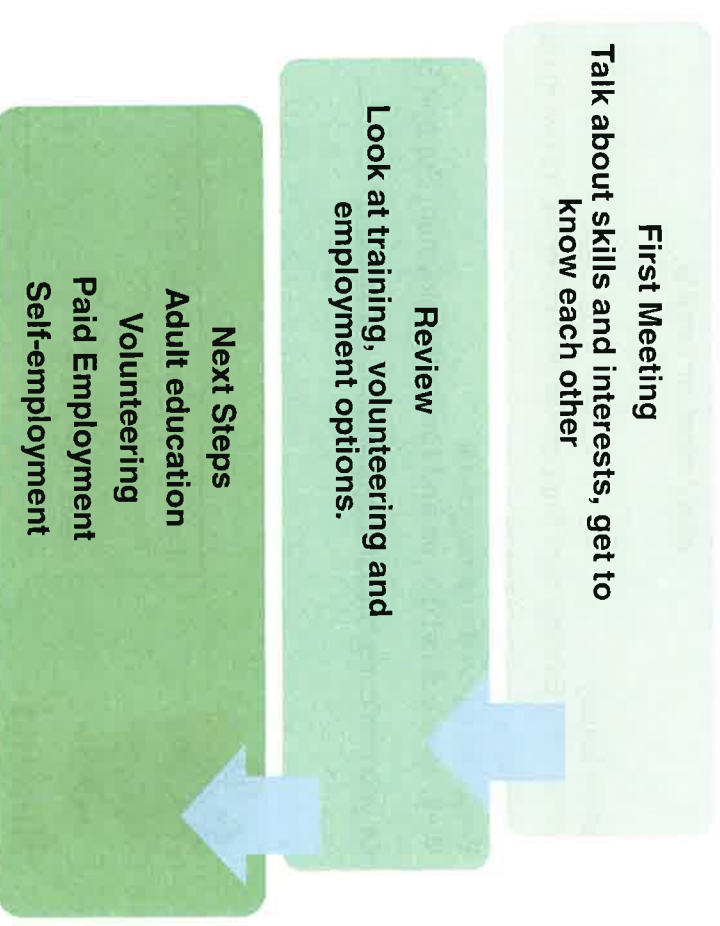 First Meeting
Talk about skills and interests, get to
know each other
Review
Look at training, volunteering and
employment options.
Next Steps
Adult education
Volunteering
Paid Employment
Self-employment